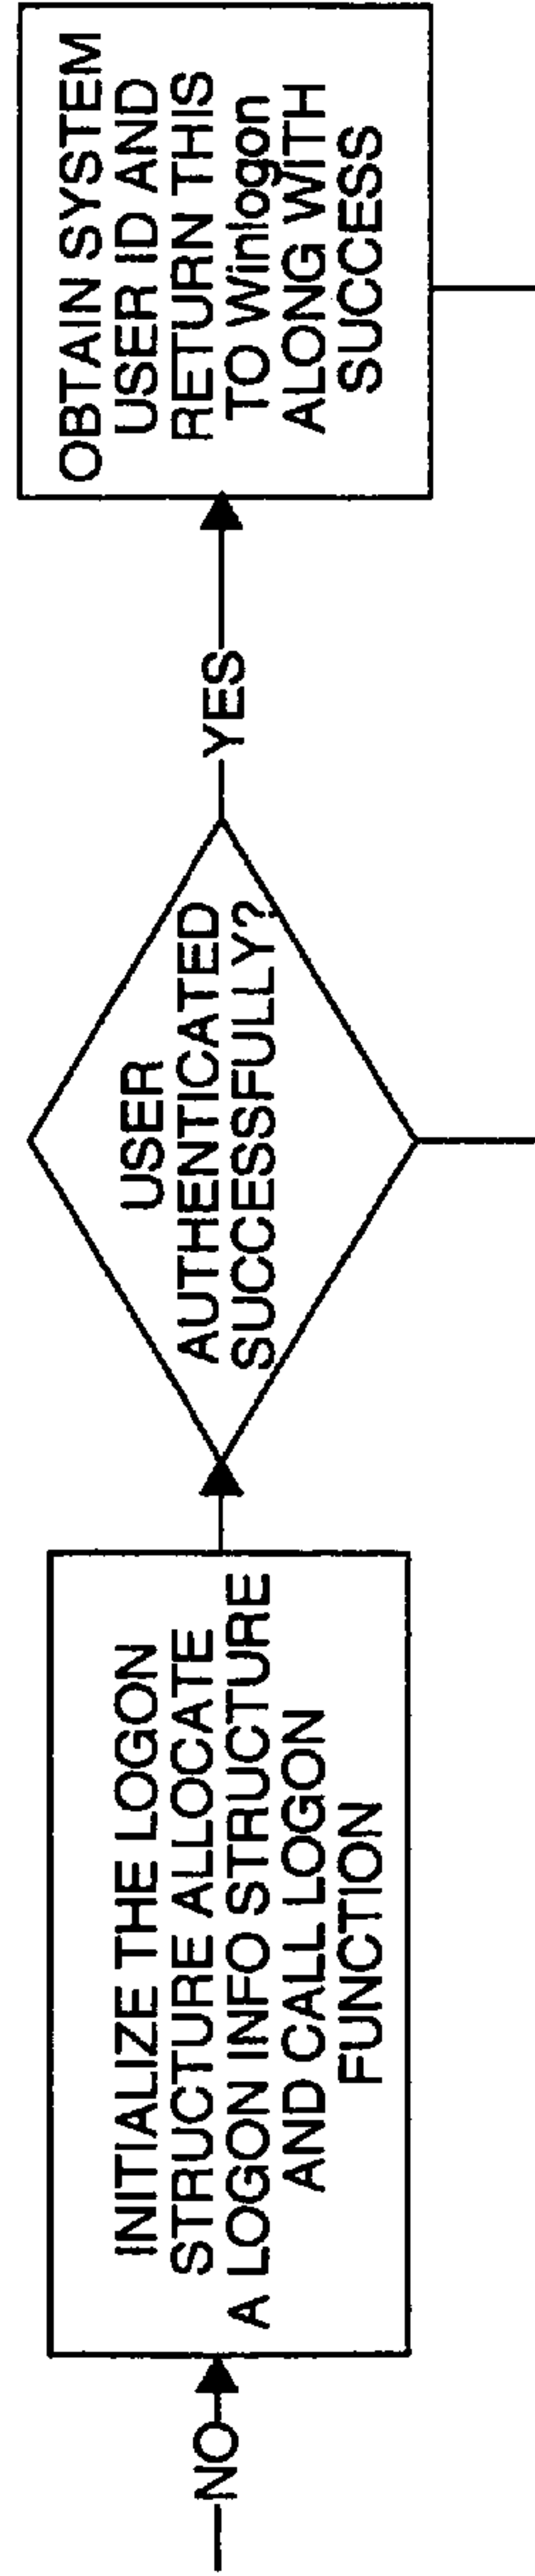 NO
INITIALIZE THE LOGON
STRUCTURE ALLOCATE
A LOGON INFO STRUCTURE
AND CALL LOGON
FUNCTION
USER
AUTHENTICATED
SUCCESSFULLY?
YES
OBTAIN SYSTEM
USER ID AND
RETURN THIS
TO Winlogon
ALONG WITH
SUCCESS